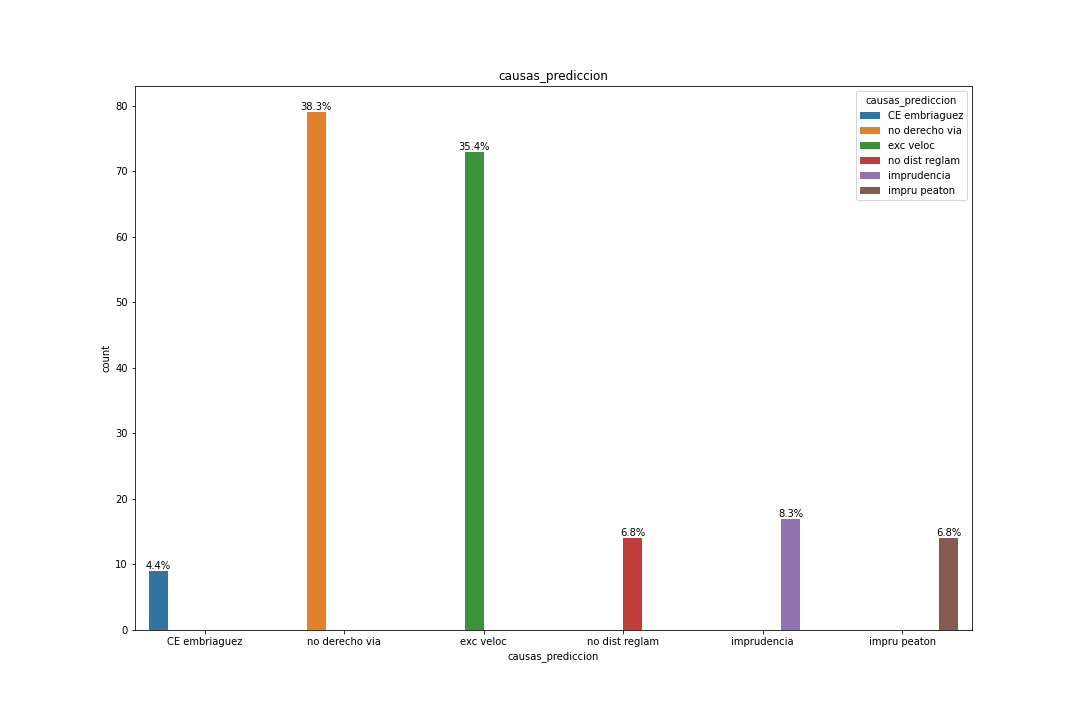 causas_prediccion
causas_prediccion
CE embriaguez
no derecho via
exc veloc
no dist reglam
imprudencia
impru peaton
80
70
60
50
40
30
20
10
0
count
4.4%
38.3%
35.4%
6.8%
8.3%
6.8%
CE embriaguez
no derecho via
exc veloc
no dist reglam
imprudencia
impru peaton
causas_prediccion